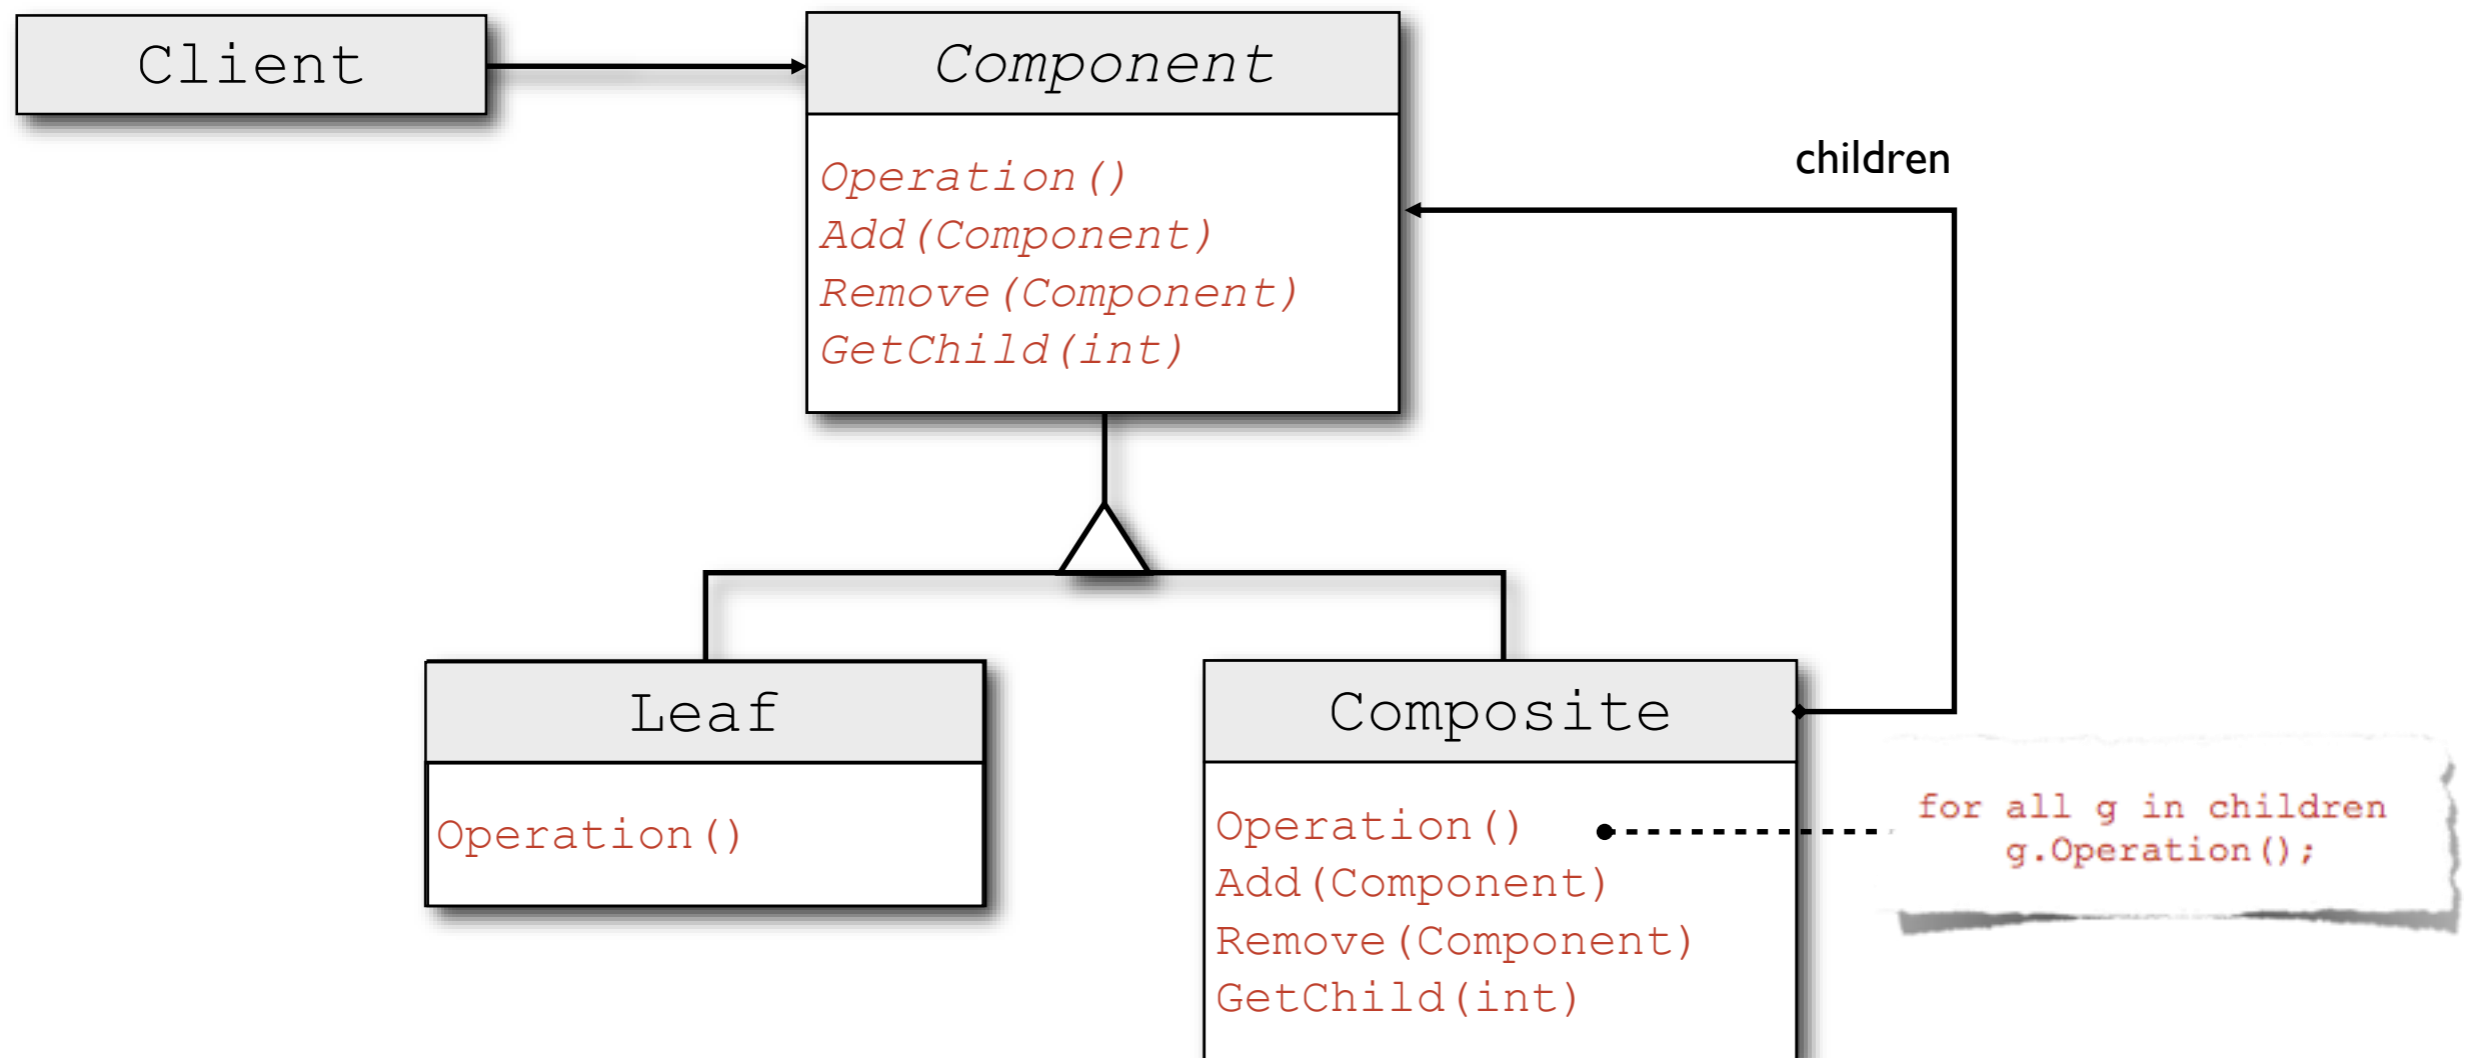 Client
Component
Operation()
Add(Component)
Remove(Component)
GetChild(int)
children
Leaf
Operation()
Composite
Operation()
Add(Component)
Remove(Component)
GetChild(int)
for all g in children
g.Operation();